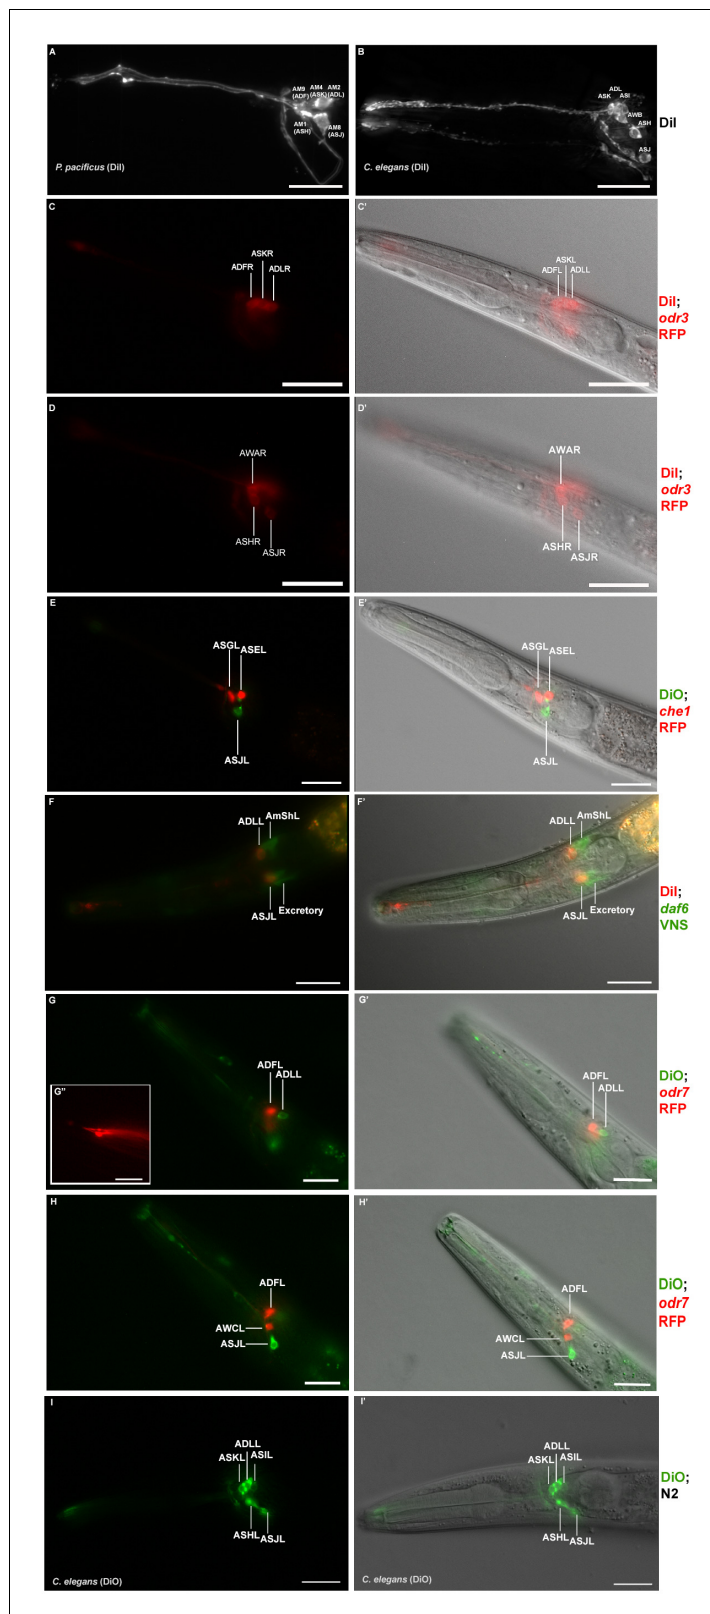 A
AM9 AM4 AM2
(ADF) (ASK) (ADL)
AM1
(ASH)
AM8
(ASJ)
P. pacificus (DiI)
B
ADL
ASK ASI
AWB
ASH
ASJ
C. elegans (DiI)
DiI
C
ASKR
ADFR ADLR
C'
ASKL
ADFL ADLL
DiI;
odr3
RFP
D
AWAR
ASHR
ASJR
D'
AWAR
ASHR
ASJR
DiI;
odr3
RFP
E
ASGL ASEL
ASJL
E'
ASGL ASEL
ASJL
DiO;
che1
RFP
F
AmShL
ADLL
ASJL Excretory
F'
AmShL
ADLL
ASJL Excretory
DiI;
daf6
VNS
G
ADFL
ADLL
G"
G'
ADFL
ADLL
DiO;
odr7
RFP
H
ADFL
AWCL
ASJL
H'
ADFL
AWCL
ASJL
DiO;
odr7
RFP
I
ADLL
ASKL ASIL
ASHL
ASJL
C. elegans (DiO)
I'
ADLL
ASKL ASIL
ASHL
ASJL
C. elegans (DiO)
DiO;
N2